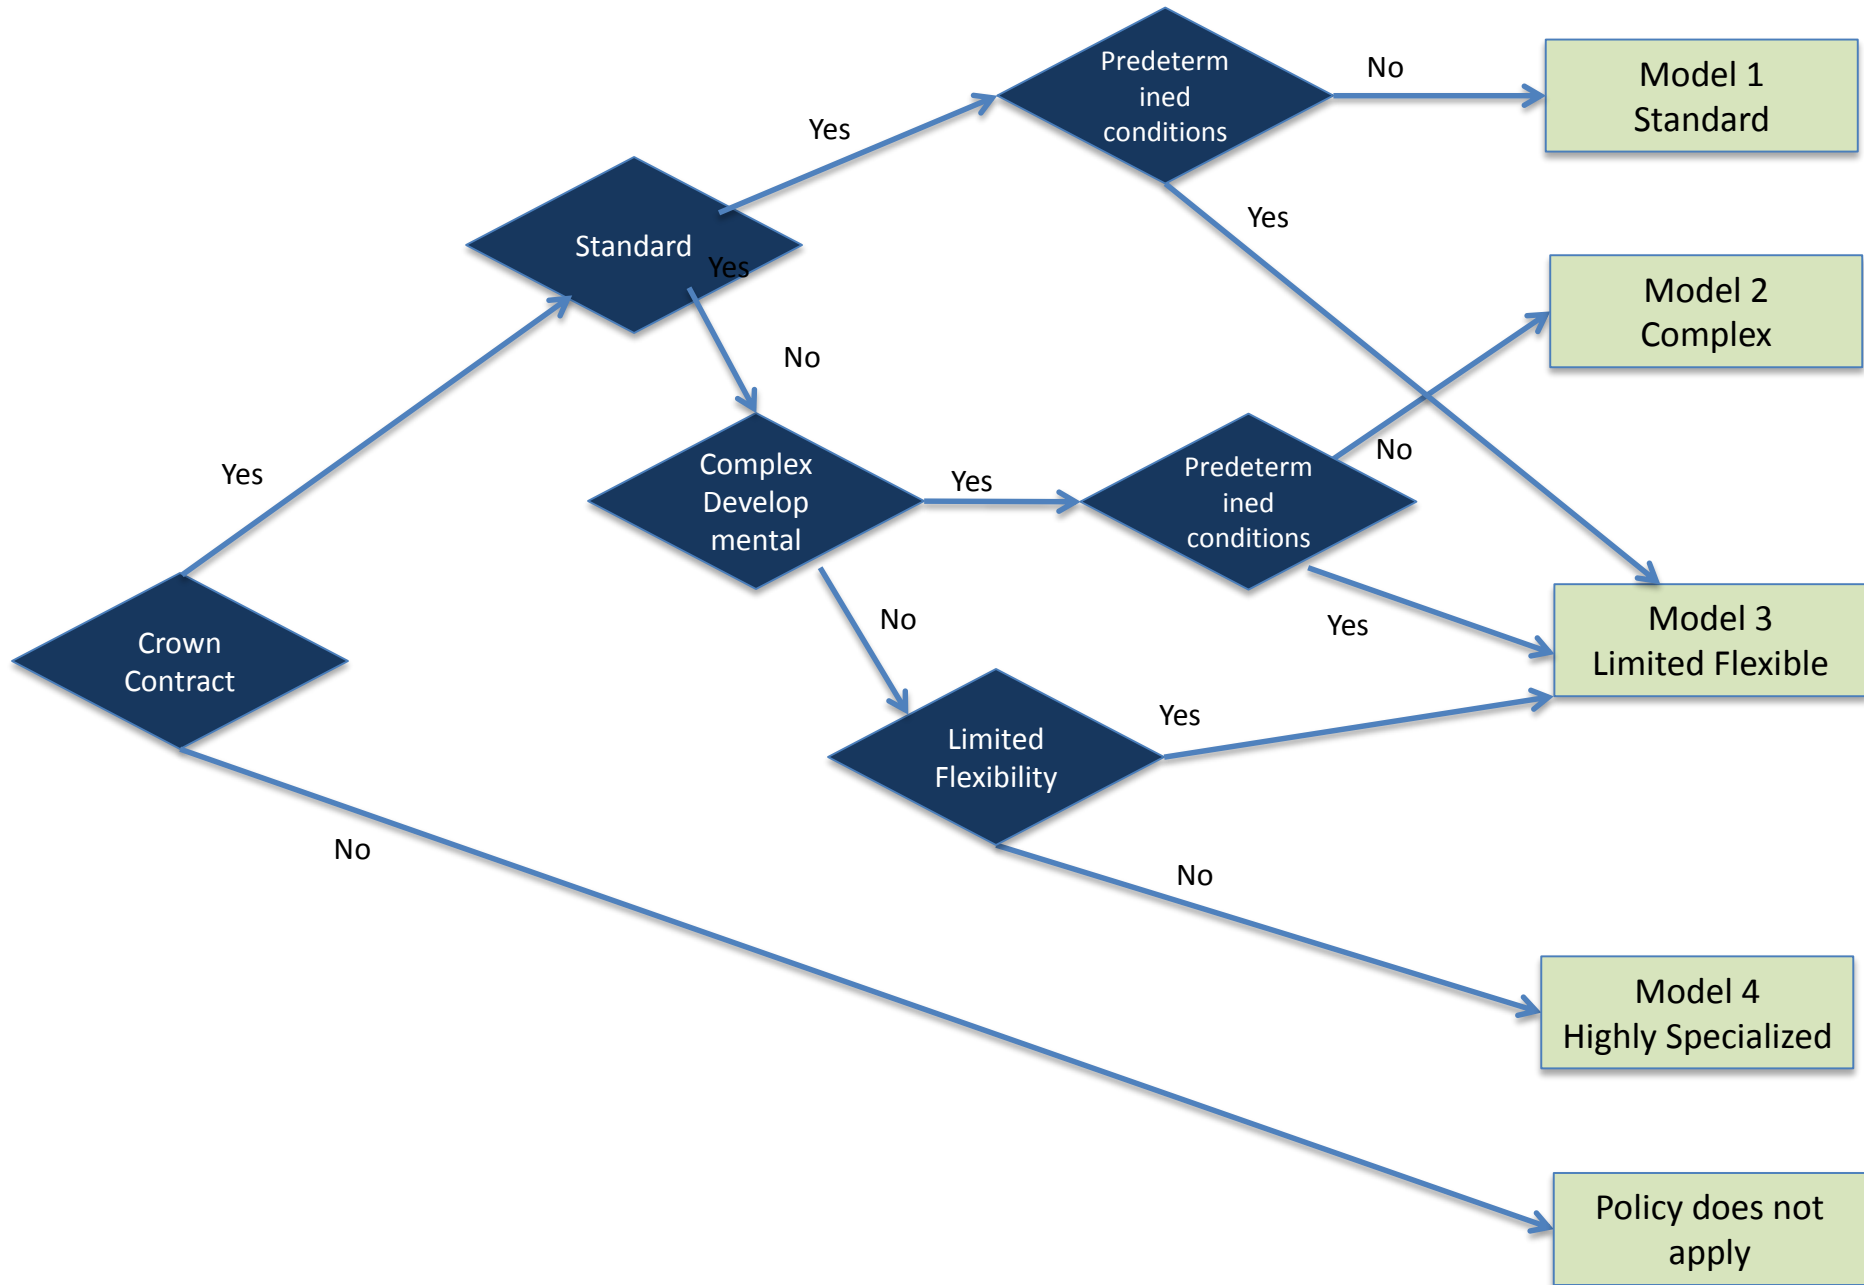 Predeterm
ined
conditions
No
Model 1
Standard
Yes
Standard
Yes
Yes
Model 2
Complex
No
Complex
Develop
mental
Yes
Predeterm
ined
conditions
No
Yes
Crown
Contract
No
Yes
Model 3
Limited Flexible
Limited
Flexibility
Yes
No
No
Model 4
Highly Specialized
Policy does not
apply